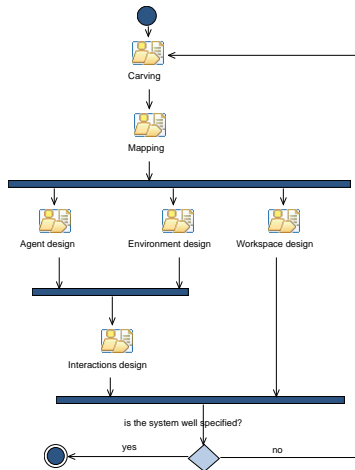 Carving
Mapping
Agent design
Environment design
Workspace design
Interactions design
is the system well specified?
yes
no